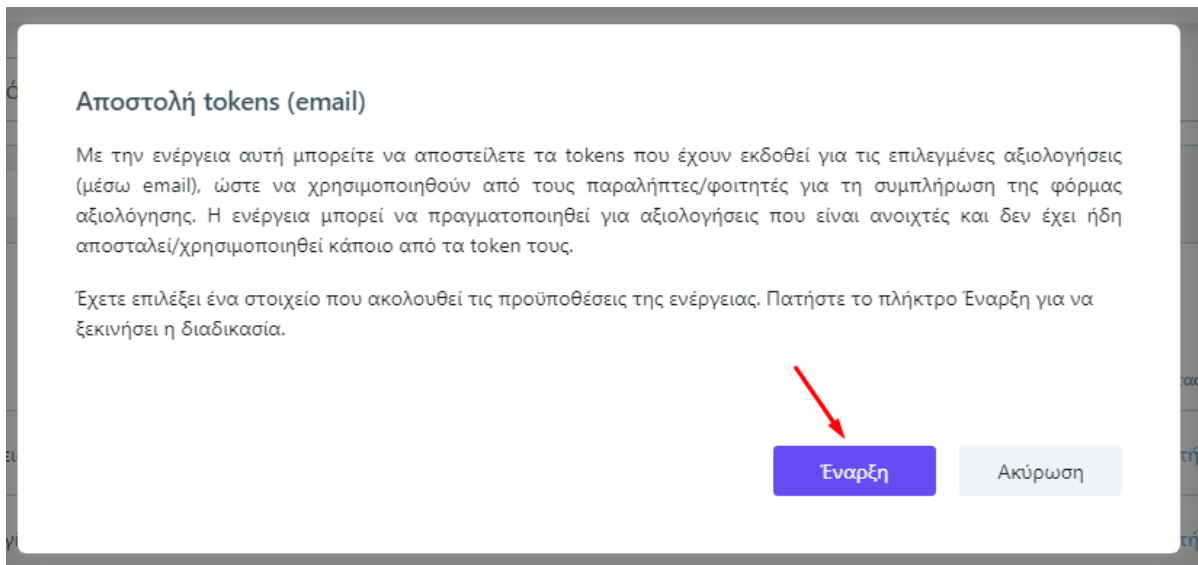 Αποστολή tokens (email)
Με την ενέργεια αυτή μπορείτε να αποστείλετε τα tokens που έχουν εκδοθεί για τις επιλεγμένες αξιολογήσεις
(μέσω email), ώστε να χρησιμοποιηθούν από τους παραλήπτες/φοιτητές για τη συμπλήρωση της φόρμας
αξιολόγησης. Η ενέργεια μπορεί να πραγματοποιηθεί για αξιολογήσεις που είναι ανοιχτές και δεν έχει ήδη
αποσταλεί/χρησιμοποιηθεί κάποιο από τα token τους.
Έχετε επιλέξει ένα στοιχείο που ακολουθεί τις προϋποθέσεις της ενέργειας. Πατήστε το πλήκτρο Έναρξη για να
ξεκινήσει η διαδικασία.
Έναρξη
Ακύρωση